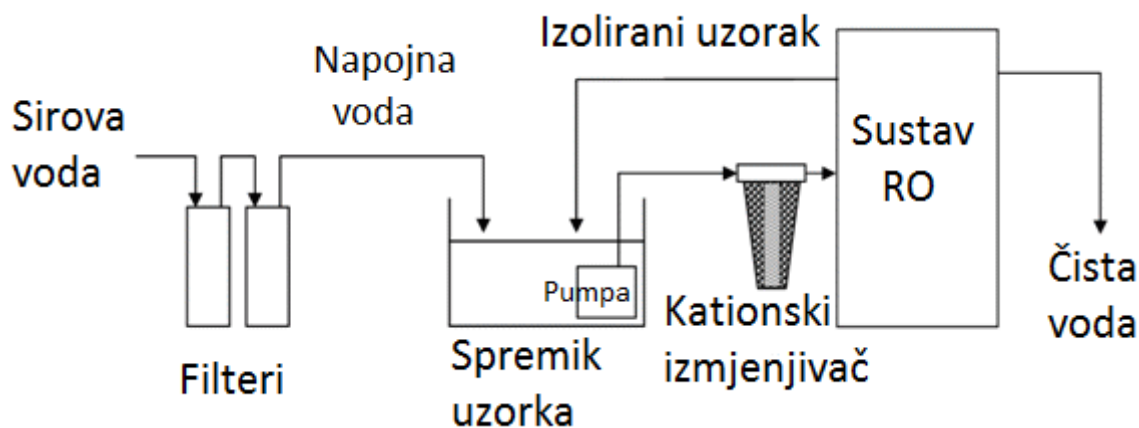 Sirova
voda
Napojna
voda
Izolirani uzorak
Sustav
RO
Čista
voda
Pumpa
Filteri
Spremik
uzorka
Kationski
izmjenjivač